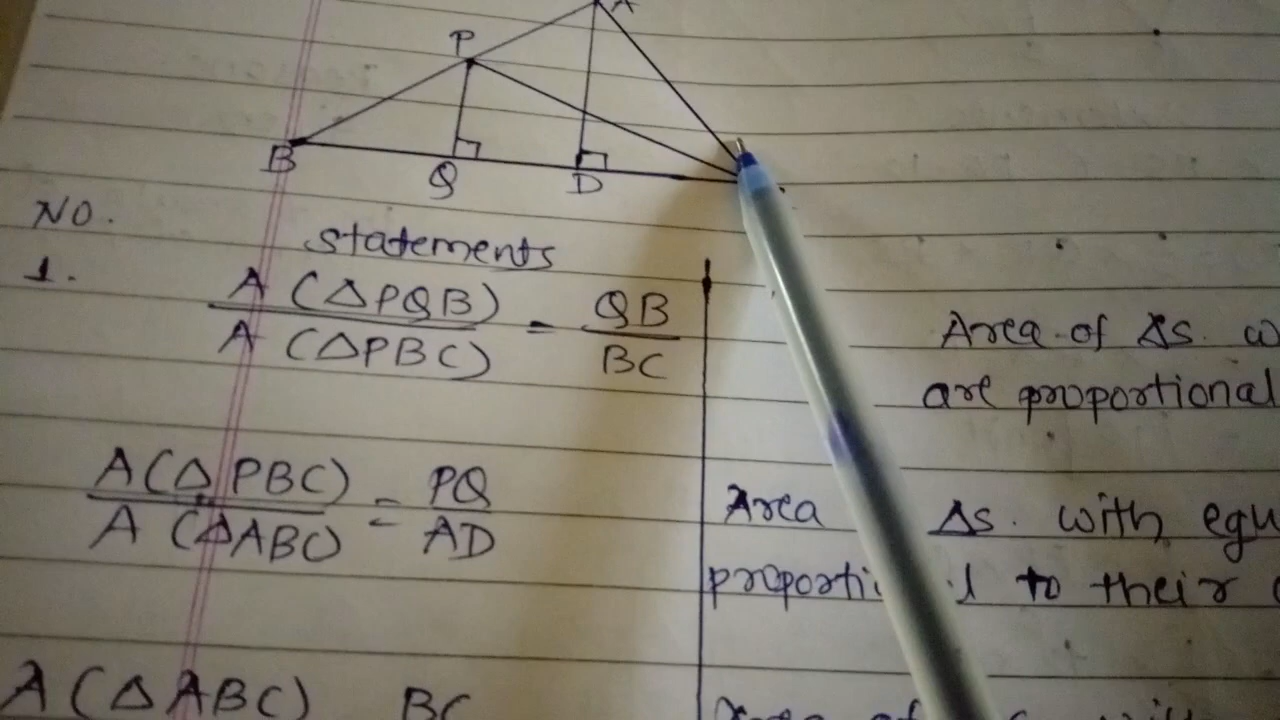 A
P
B
Q
D
NO.
statements
1.
A (△PQB)
A (△PBC)
=
QB
BC
Area of △s. w
are proportional
A(△PBC)
A (△ABC)
=
PQ
AD
Area △s. with equ
proporti l to their
A(△ABC) BC